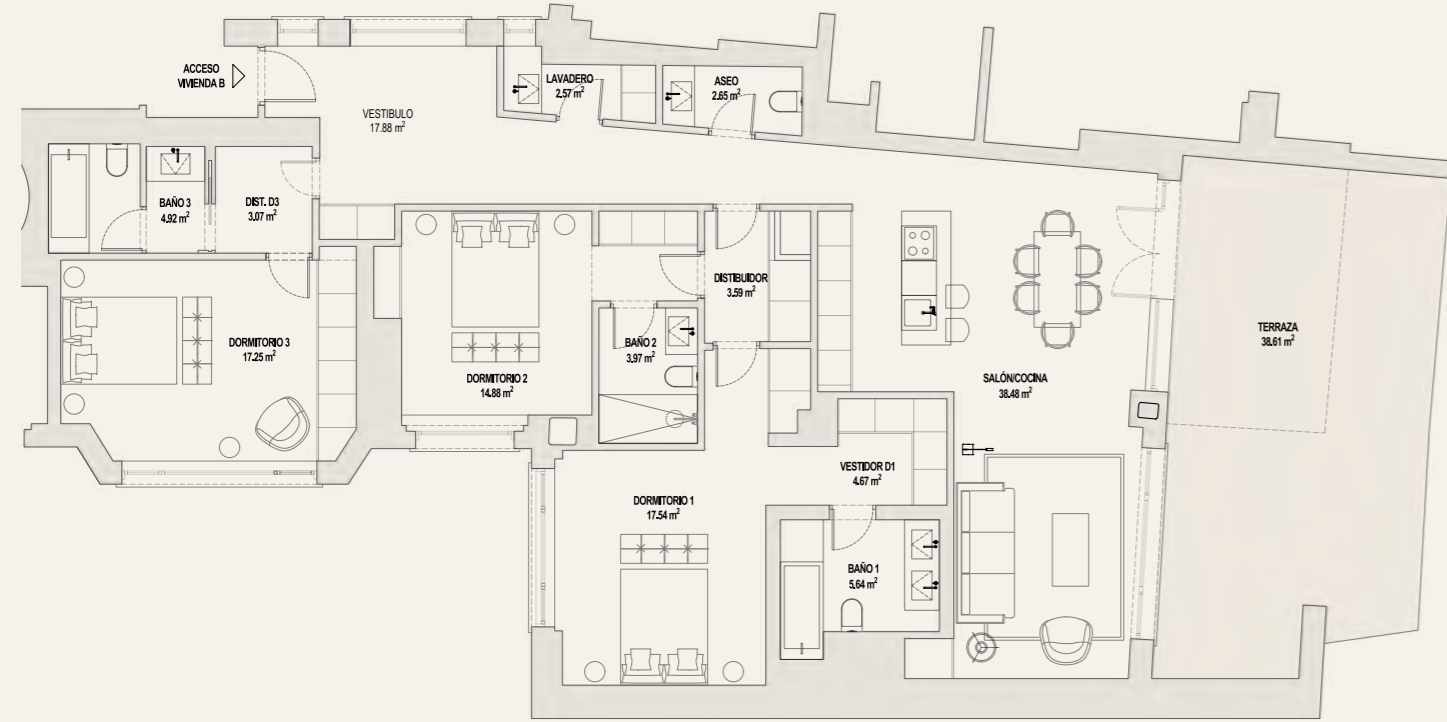 ACCESO
VIVIENDA B
VESTIBULO
17.88 m²
LAVADERO
2.57 m²
ASEO
2.65 m²
BAÑO 3
4.92 m²
DIST. D3
3.07 m²
DISTIBUIDOR
3.59 m²
DORMITORIO 3
17.25 m²
DORMITORIO 2
14.88 m²
BAÑO 2
3.97 m²
SALÓN/COCINA
38.48 m²
TERRAZA
38.61 m²
VESTIDOR D1
4.67 m²
DORMITORIO 1
17.54 m²
BAÑO 1
5.64 m²